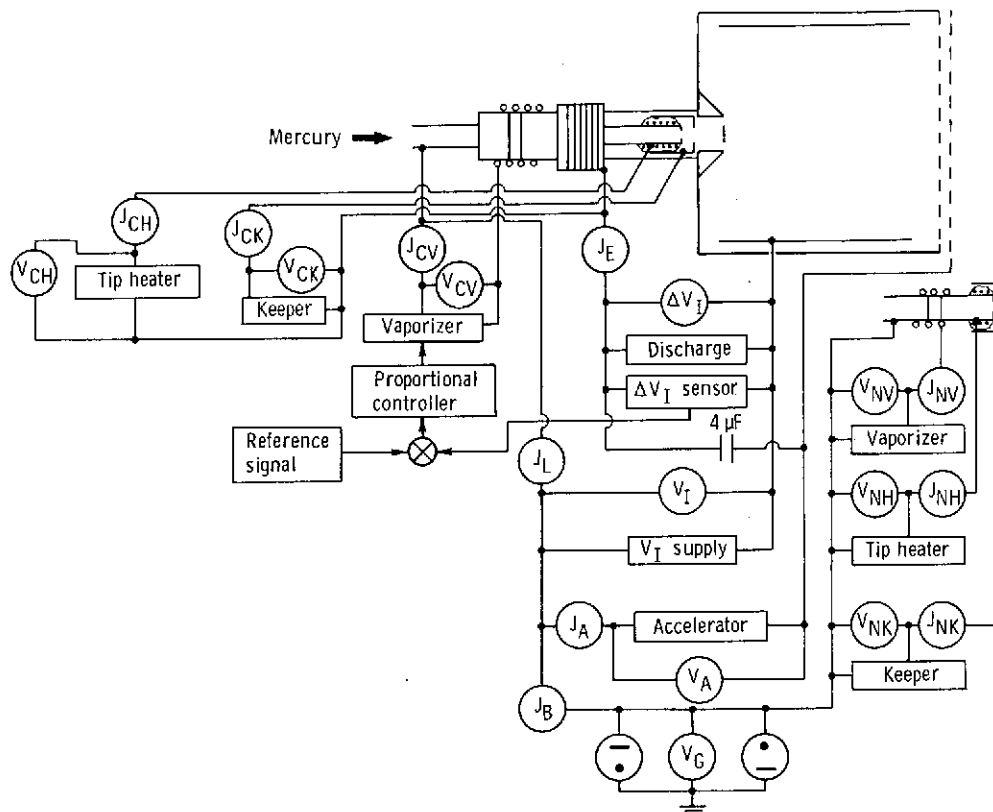 Mercury
J_CH
V_CH
Tip heater
J_CK
V_CK
Keeper
J_CV
V_CV
Vaporizer
Proportional
controller
Reference
signal
J_E
ΔV_I
Discharge
ΔV_I sensor
4 μF
J_L
V_I
V_I supply
J_A
Accelerator
V_A
J_B
V_G
V_NV
J_NV
Vaporizer
V_NH
J_NH
Tip heater
V_NK
J_NK
Keeper